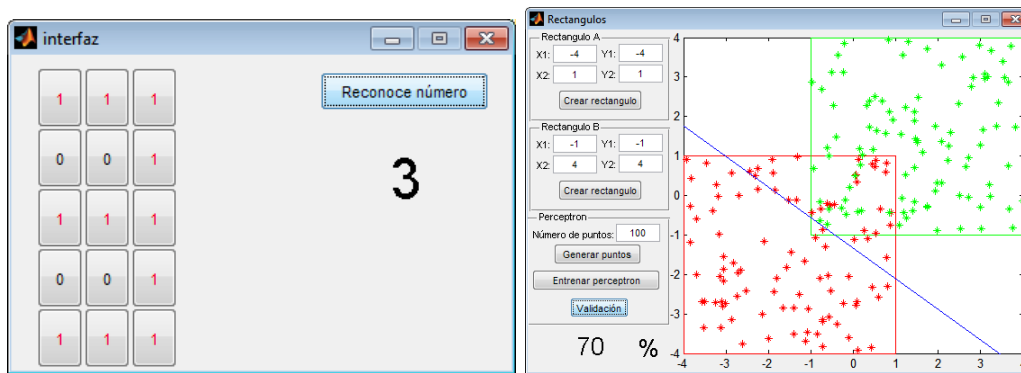 interfaz
1 1 1
Reconoce número
0 0 1
3
1 1 1
0 0 1
1 1 1
Rectangulos
Rectangulo A
X1: -4 Y1: -4
X2: 1 Y2: 1
Crear rectangulo
Rectangulo B
X1: -1 Y1: -1
X2: 4 Y2: 4
Crear rectangulo
Perceptron
Número de puntos: 100
Generar puntos
Entrenar perceptron
Validación
70 %
4
3
2
1
0
-1
-2
-3
-4
-4 -3 -2 -1 0 1 2 3 4